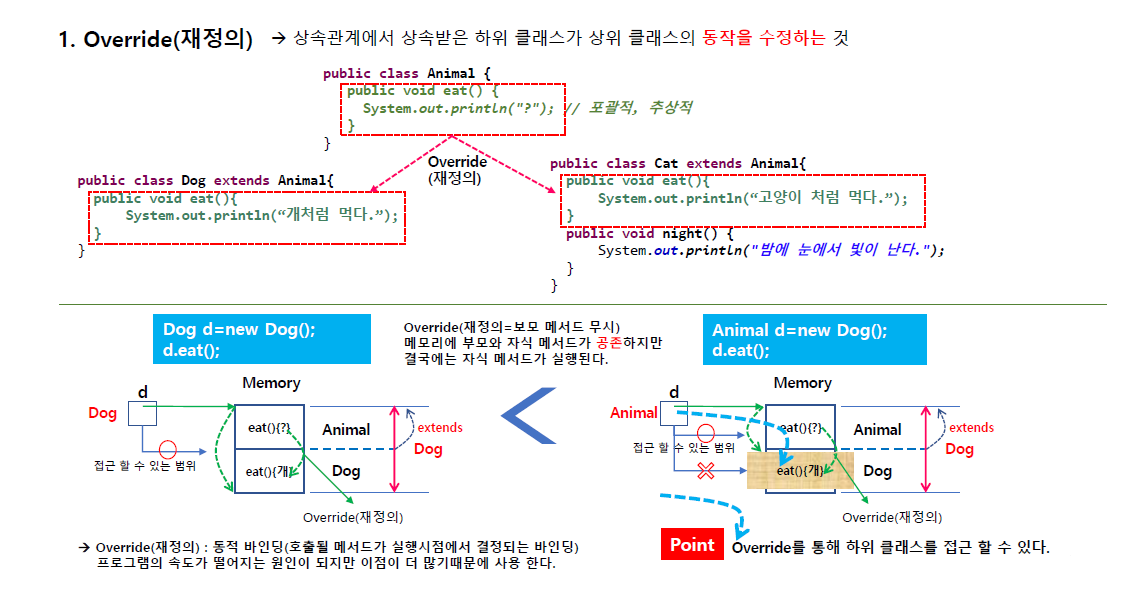 1. Override(재정의) → 상속관계에서 상속받은 하위 클래스가 상위 클래스의 동작을 수정하는 것
public class Animal {
public void eat() {
System.out.println("?"); // 포괄적, 추상적
}
}
Override
(재정의)
public class Dog extends Animal{
public void eat(){
System.out.println(“개처럼 먹다.”);
}
}
public class Cat extends Animal{
public void eat(){
System.out.println(“고양이 처럼 먹다.”);
}
public void night() {
System.out.println("밤에 눈에서 빛이 난다.");
}
}
Dog d=new Dog();
d.eat();
Override(재정의=보모 메서드 무시)
메모리에 부모와 자식 메서드가 공존하지만
결국에는 자식 메서드가 실행된다.
Animal d=new Dog();
d.eat();
Memory
d
Dog
eat(){?}
Animal
extends
Dog
접근 할 수 있는 범위
eat(){개}
Dog
Override(재정의)
→ Override(재정의) : 동적 바인딩(호출될 메서드가 실행시점에서 결정되는 바인딩)
프로그램의 속도가 떨어지는 원인이 되지만 이점이 더 많기때문에 사용 한다.
Memory
d
Animal
eat(){?}
Animal
extends
Dog
접근 할 수 있는 범위
eat(){개}
Dog
Override(재정의)
Point
Override를 통해 하위 클래스를 접근 할 수 있다.